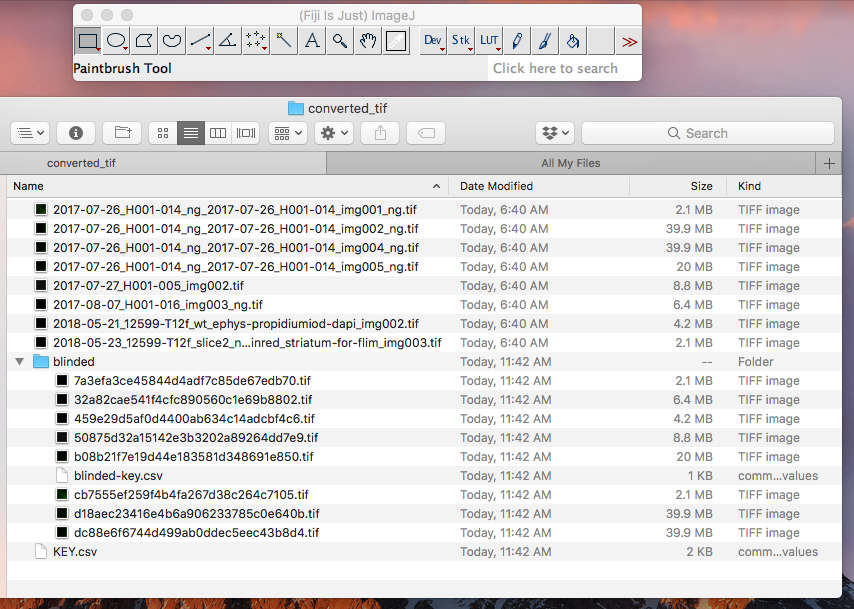 (Fiji Is Just) ImageJ
A Dev Stk LUT >>
Paintbrush Tool Click here to search
converted_tif
Search
converted_tif All My Files +
Name Date Modified Size Kind
2017-07-26_H001-014_ng_2017-07-26_H001-014_img001_ng.tif Today, 6:40 AM 2.1 MB TIFF image
2017-07-26_H001-014_ng_2017-07-26_H001-014_img002_ng.tif Today, 6:40 AM 39.9 MB TIFF image
2017-07-26_H001-014_ng_2017-07-26_H001-014_img004_ng.tif Today, 6:40 AM 39.9 MB TIFF image
2017-07-26_H001-014_ng_2017-07-26_H001-014_img005_ng.tif Today, 6:40 AM 20 MB TIFF image
2017-07-27_H001-005_img002.tif Today, 6:40 AM 8.8 MB TIFF image
2017-08-07_H001-016_img003_ng.tif Today, 6:40 AM 6.4 MB TIFF image
2018-05-21_12599-T12f_wt_ephys-propidiumiod-dapi_img002.tif Today, 6:40 AM 4.2 MB TIFF image
2018-05-23_12599-T12f_slice2_n...inred_striatum-for-flim_img003.tif Today, 6:40 AM 2.1 MB TIFF image
blinded Today, 11:42 AM -- Folder
7a3efa3ce45844d4adf7c85de67edb70.tif Today, 11:42 AM 2.1 MB TIFF image
32a82cae541f4cfc890560c1e69b8802.tif Today, 11:42 AM 6.4 MB TIFF image
459e29d5af0d4400ab634c14adcbf4c6.tif Today, 11:42 AM 4.2 MB TIFF image
50875d32a15142e3b3202a89264dd7e9.tif Today, 11:42 AM 8.8 MB TIFF image
b08b21f7e19d44e183581d348691e850.tif Today, 11:42 AM 20 MB TIFF image
blinded-key.csv Today, 11:42 AM 1 KB comm...values
cb7555ef259f4b4fa267d38c264c7105.tif Today, 11:42 AM 2.1 MB TIFF image
d18aec23416e4b6a906233785c0e640b.tif Today, 11:42 AM 39.9 MB TIFF image
dc88e6f6744d499ab0ddec5eec43b8d4.tif Today, 11:42 AM 39.9 MB TIFF image
KEY.csv Today, 11:42 AM 2 KB comm...values